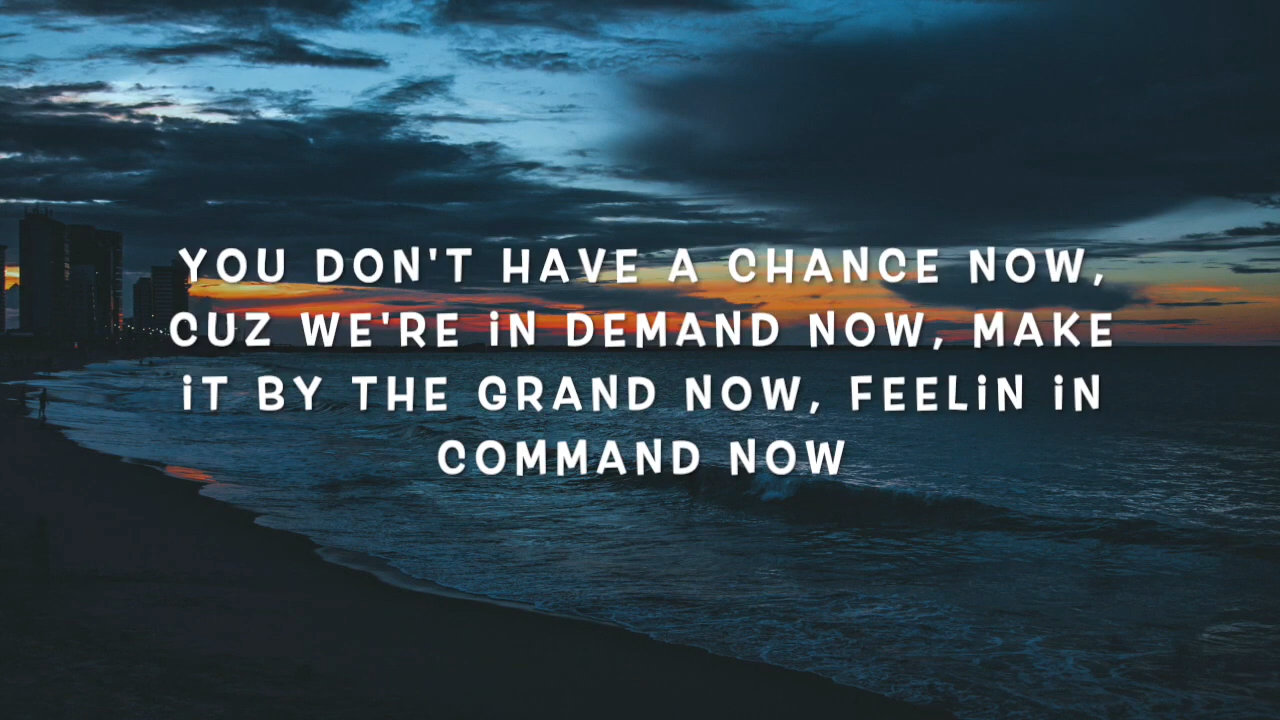 YOU DON'T HAVE A CHANCE NOW,
CUZ WE'RE iN DEMAND NOW, MAKE
iT BY THE GRAND NOW, FEELiN iN
COMMAND NOW